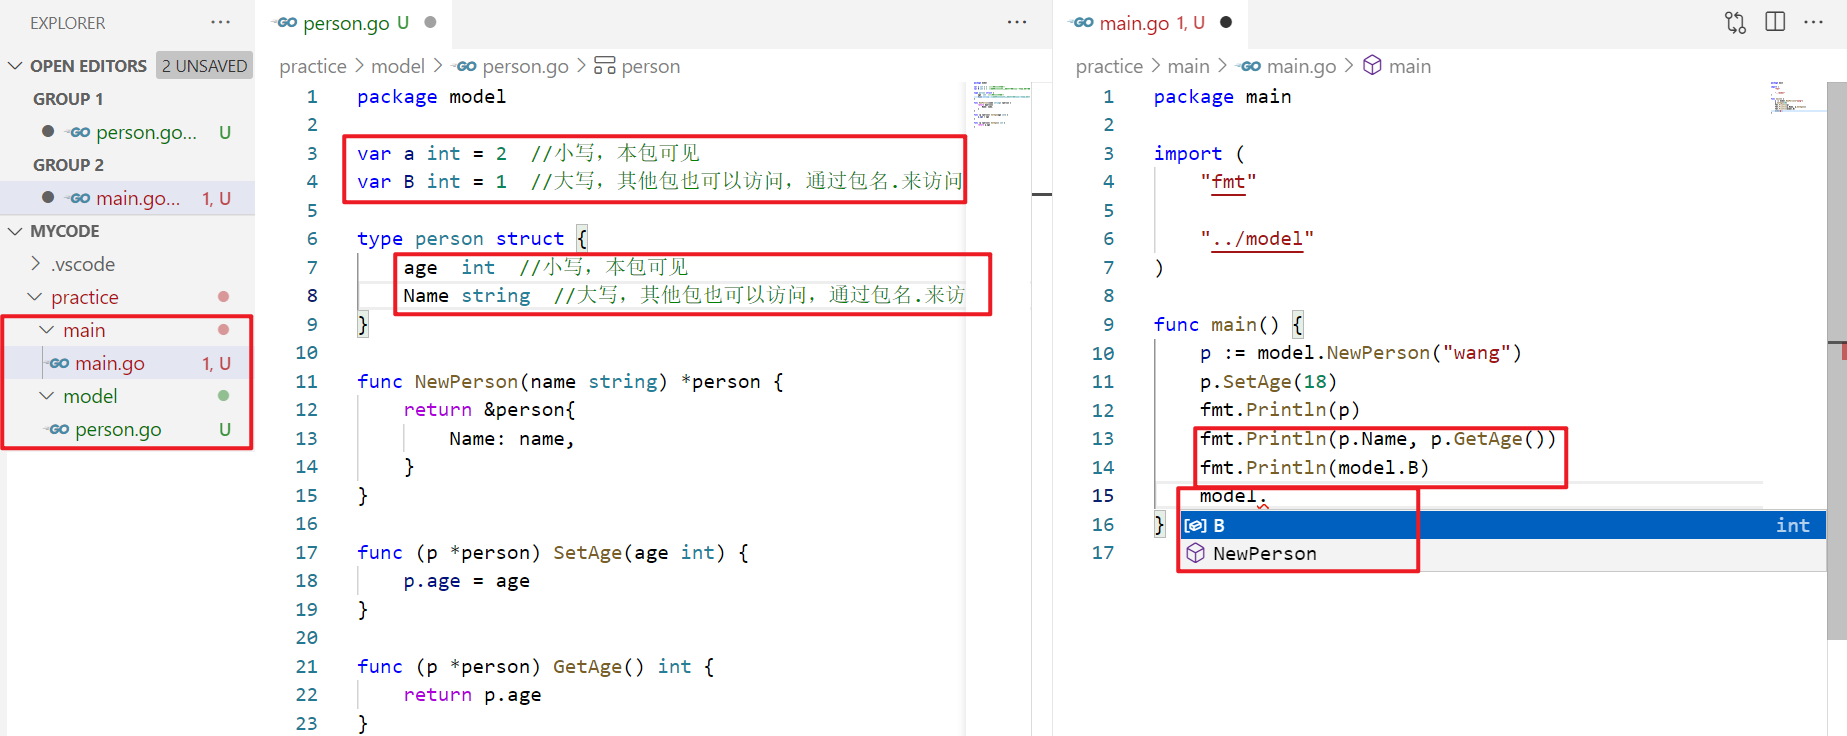 EXPLORER
OPEN EDITORS 2 UNSAVED
GROUP 1
person.go... U
GROUP 2
main.go... 1, U
MYCODE
.vscode
practice
main
main.go 1, U
model
person.go U
person.go U
practice > model > person.go > person
1 package model
2
3 var a int = 2 //小写，本包可见
4 var B int = 1 //大写，其他包也可以访问，通过包名.来访问
5
6 type person struct {
7 age int //小写，本包可见
8 Name string //大写，其他包也可以访问，通过包名.来访
9 }
10
11 func NewPerson(name string) *person {
12 return &person{
13 Name: name,
14 }
15 }
16
17 func (p *person) SetAge(age int) {
18 p.age = age
19 }
20
21 func (p *person) GetAge() int {
22 return p.age
23 }
main.go 1, U
practice > main > main.go > main
1 package main
2
3 import (
4 "fmt"
5
6 "../model"
7 )
8
9 func main() {
10 p := model.NewPerson("wang")
11 p.SetAge(18)
12 fmt.Println(p)
13 fmt.Println(p.Name, p.GetAge())
14 fmt.Println(model.B)
15 model.
16 }
17
B int
NewPerson